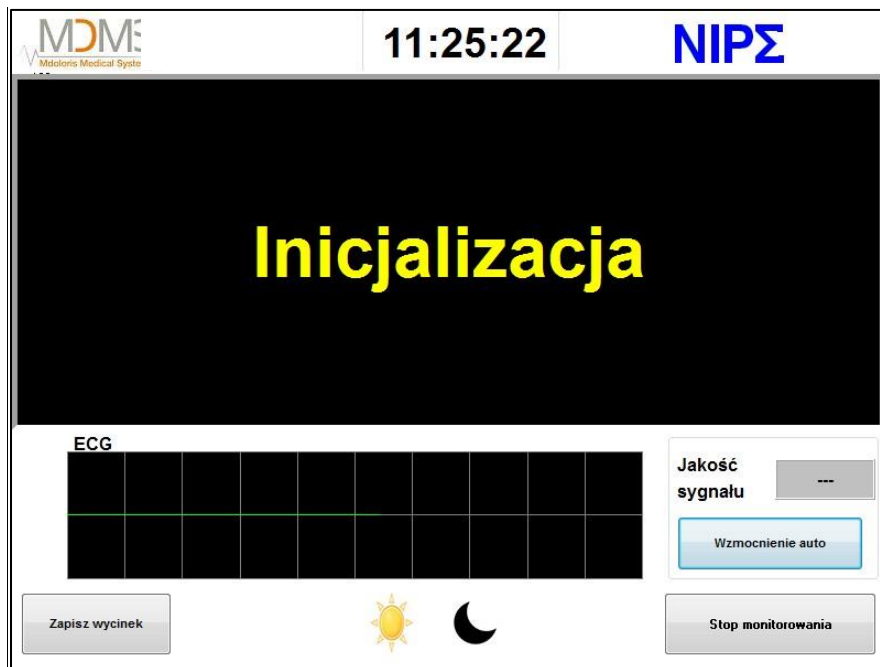 MDMS
Mdoloris Medical Syste
11:25:22
NIPΣ
Inicjalizacja
ECG
Jakość
sygnału
---
Wzmocnienie auto
Zapisz wycinek
Stop monitorowania